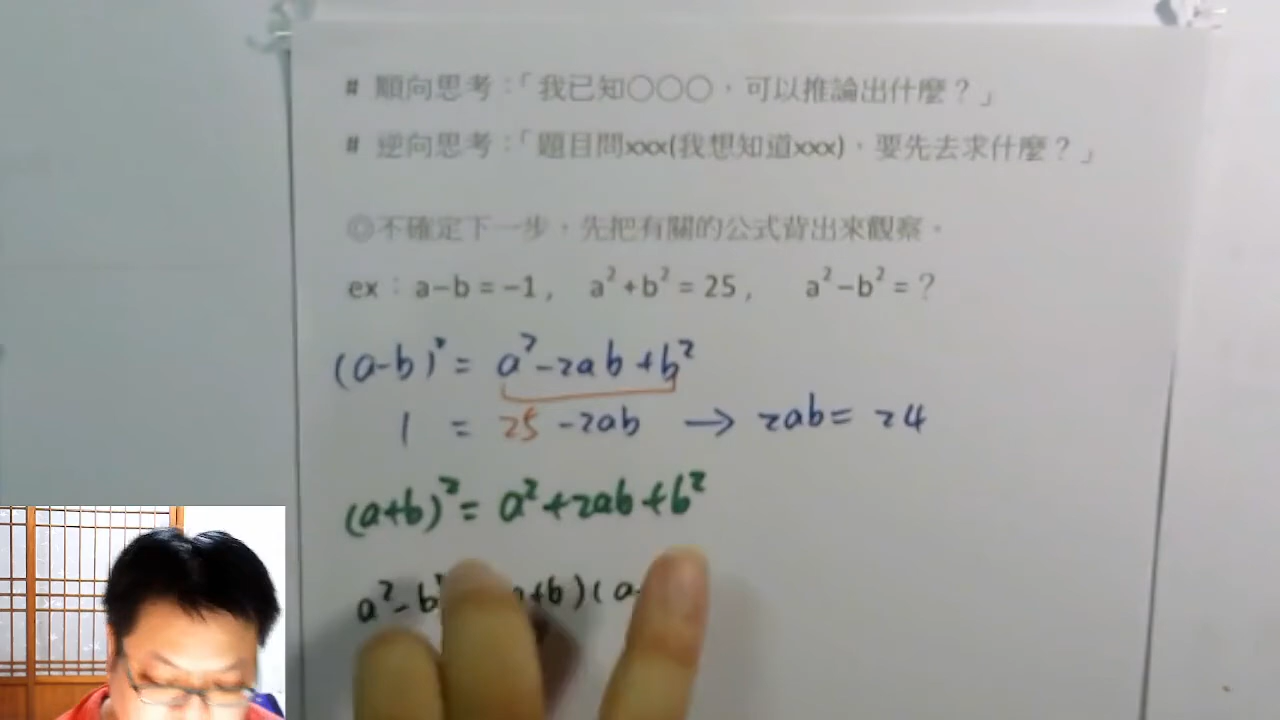 # 順向思考：「我已知○○○，可以推論出什麼？」
# 逆向思考：「題目問xxx(我想知道xxx)，要先去求什麼？」
◎不確定下一步，先把有關的公式背出來觀察。
ex：a−b = −1， a²+b² = 25， a²−b² = ？
(a-b)² = a²-2ab+b²
1 = 25 -2ab → 2ab = 24
(a+b)² = a²+2ab+b²
a²-b +b)(a